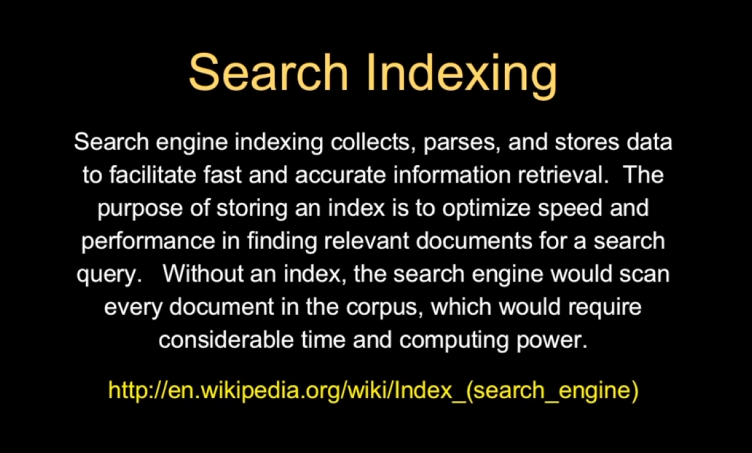 Search Indexing
Search engine indexing collects, parses, and stores data
to facilitate fast and accurate information retrieval.  The
purpose of storing an index is to optimize speed and
performance in finding relevant documents for a search
query.   Without an index, the search engine would scan
every document in the corpus, which would require
considerable time and computing power.
http://en.wikipedia.org/wiki/Index_(search_engine)